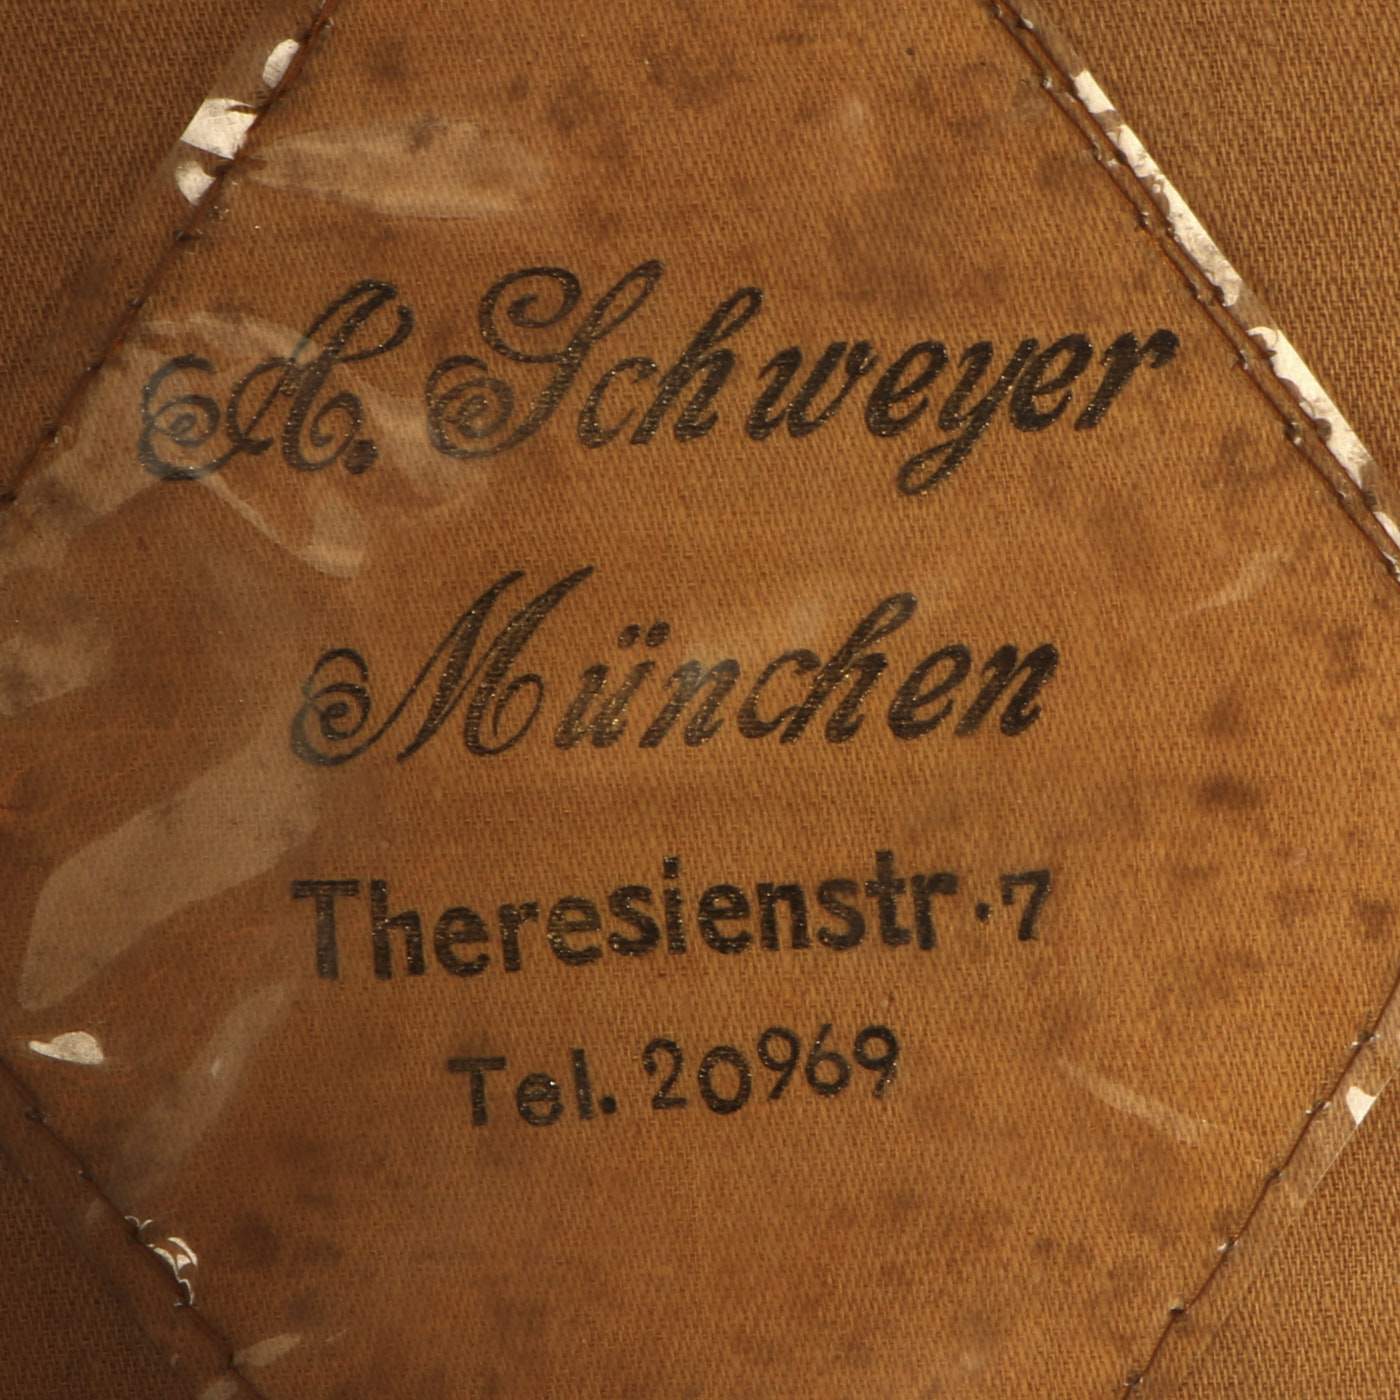 A. Schweyer
München
Theresienstr. 7
Tel. 20969